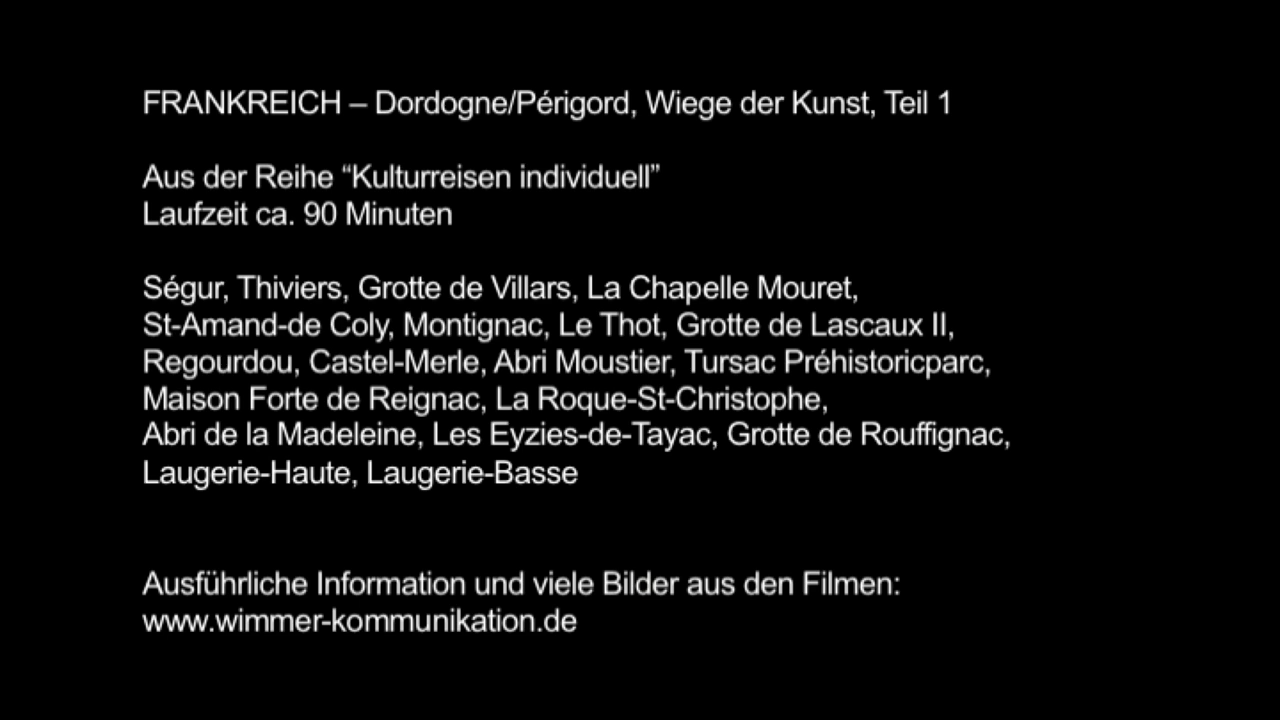 FRANKREICH – Dordogne/Périgord, Wiege der Kunst, Teil 1
Aus der Reihe “Kulturreisen individuell”
Laufzeit ca. 90 Minuten
Ségur, Thiviers, Grotte de Villars, La Chapelle Mouret,
St-Amand-de Coly, Montignac, Le Thot, Grotte de Lascaux II,
Regourdou, Castel-Merle, Abri Moustier, Tursac Préhistoricparc,
Maison Forte de Reignac, La Roque-St-Christophe,
Abri de la Madeleine, Les Eyzies-de-Tayac, Grotte de Rouffignac,
Laugerie-Haute, Laugerie-Basse
Ausführliche Information und viele Bilder aus den Filmen:
www.wimmer-kommunikation.de